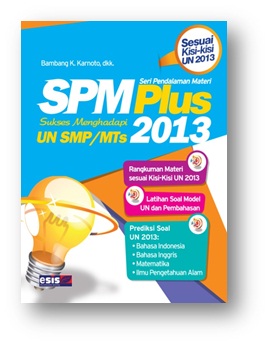 Sesuai
Kisi-kisi
UN 2013
Bambang K. Karnoto, dkk.
Seri Pendalaman Materi
SPM Plus
Sukses Menghadapi
UN SMP/MTs 2013
Rangkuman Materi
sesuai Kisi-Kisi UN 2013
Latihan Soal Model
UN dan Pembahasan
Prediksi Soal
UN 2013:
• Bahasa Indonesia
• Bahasa Inggris
• Matematika
• Ilmu Pengetahuan Alam
esis